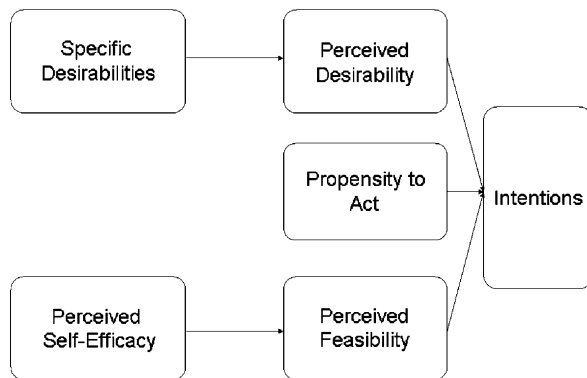 Specific
Desirabilities
Perceived
Desirability
Propensity to
Act
Intentions
Perceived
Self-Efficacy
Perceived
Feasibility